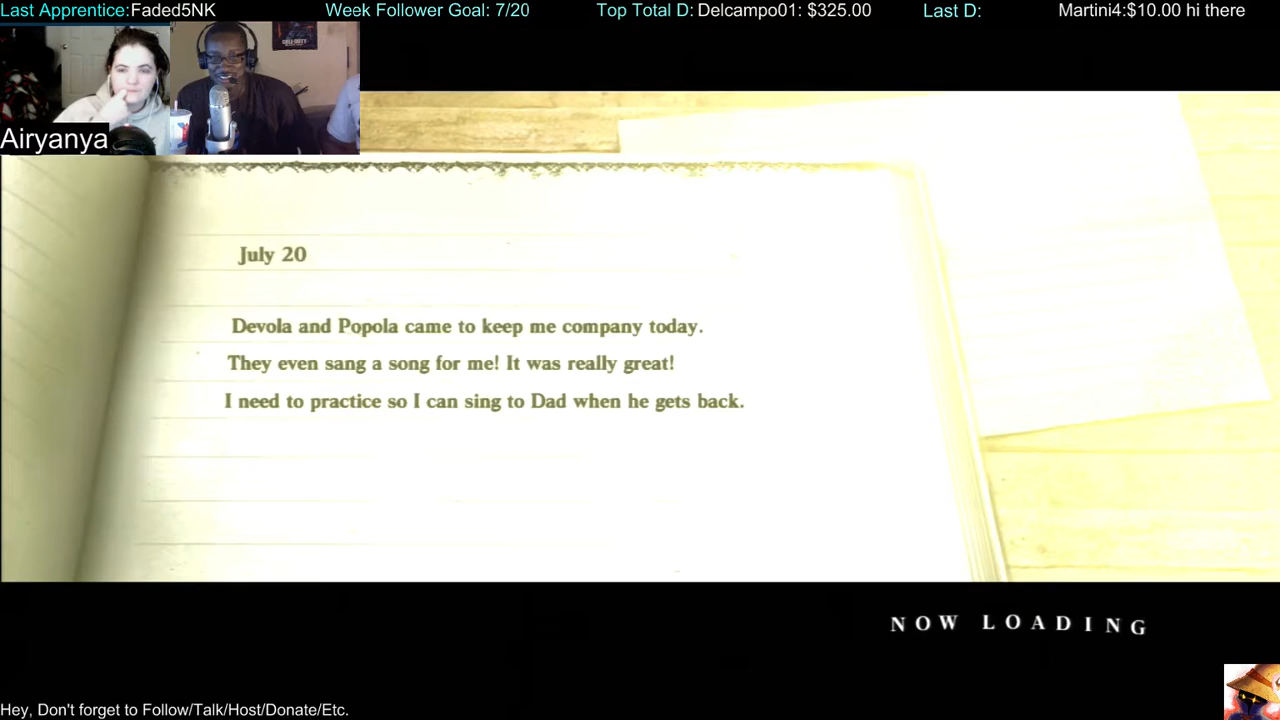 Last Apprentice:Faded5NK
Week Follower Goal: 7/20
Top Total D: Delcampo01: $325.00
Last D:
Martini4:$10.00 hi there
Airyanya
July 20
Devola and Popola came to keep me company today.
They even sang a song for me! It was really great!
I need to practice so I can sing to Dad when he gets back.
NOW LOADING
Hey, Don't forget to Follow/Talk/Host/Donate/Etc.